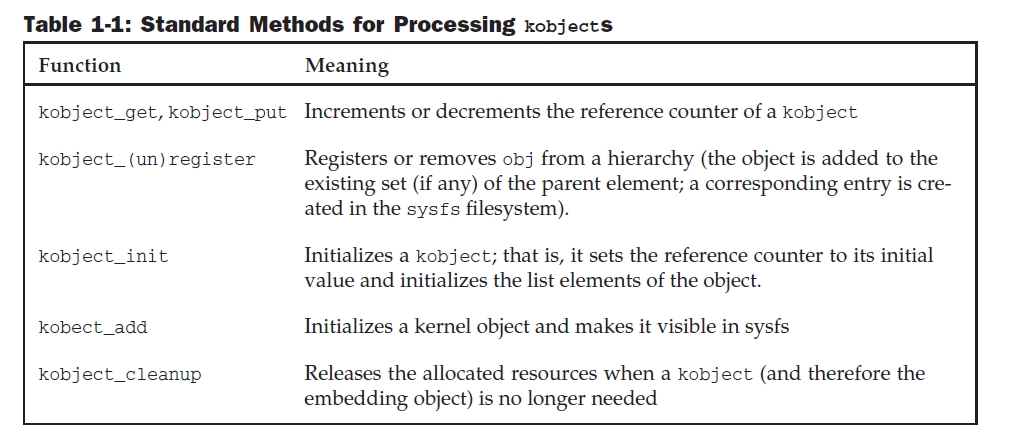 Table 1-1: Standard Methods for Processing kobjects
Function Meaning
kobject_get, kobject_put Increments or decrements the reference counter of a kobject
kobject_(un)register Registers or removes obj from a hierarchy (the object is added to the
existing set (if any) of the parent element; a corresponding entry is cre-
ated in the sysfs filesystem).
kobject_init Initializes a kobject; that is, it sets the reference counter to its initial
value and initializes the list elements of the object.
kobect_add Initializes a kernel object and makes it visible in sysfs
kobject_cleanup Releases the allocated resources when a kobject (and therefore the
embedding object) is no longer needed